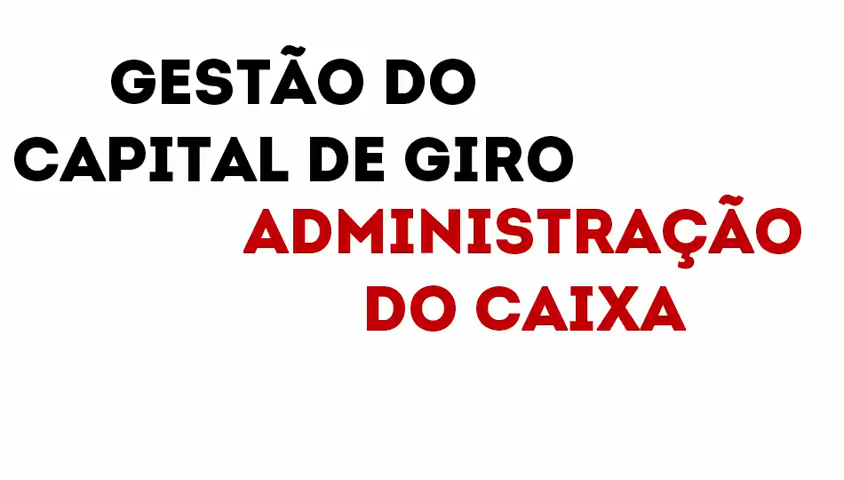 GESTÃO DO
CAPITAL DE GIRO
ADMINISTRAÇÃO
DO CAIXA